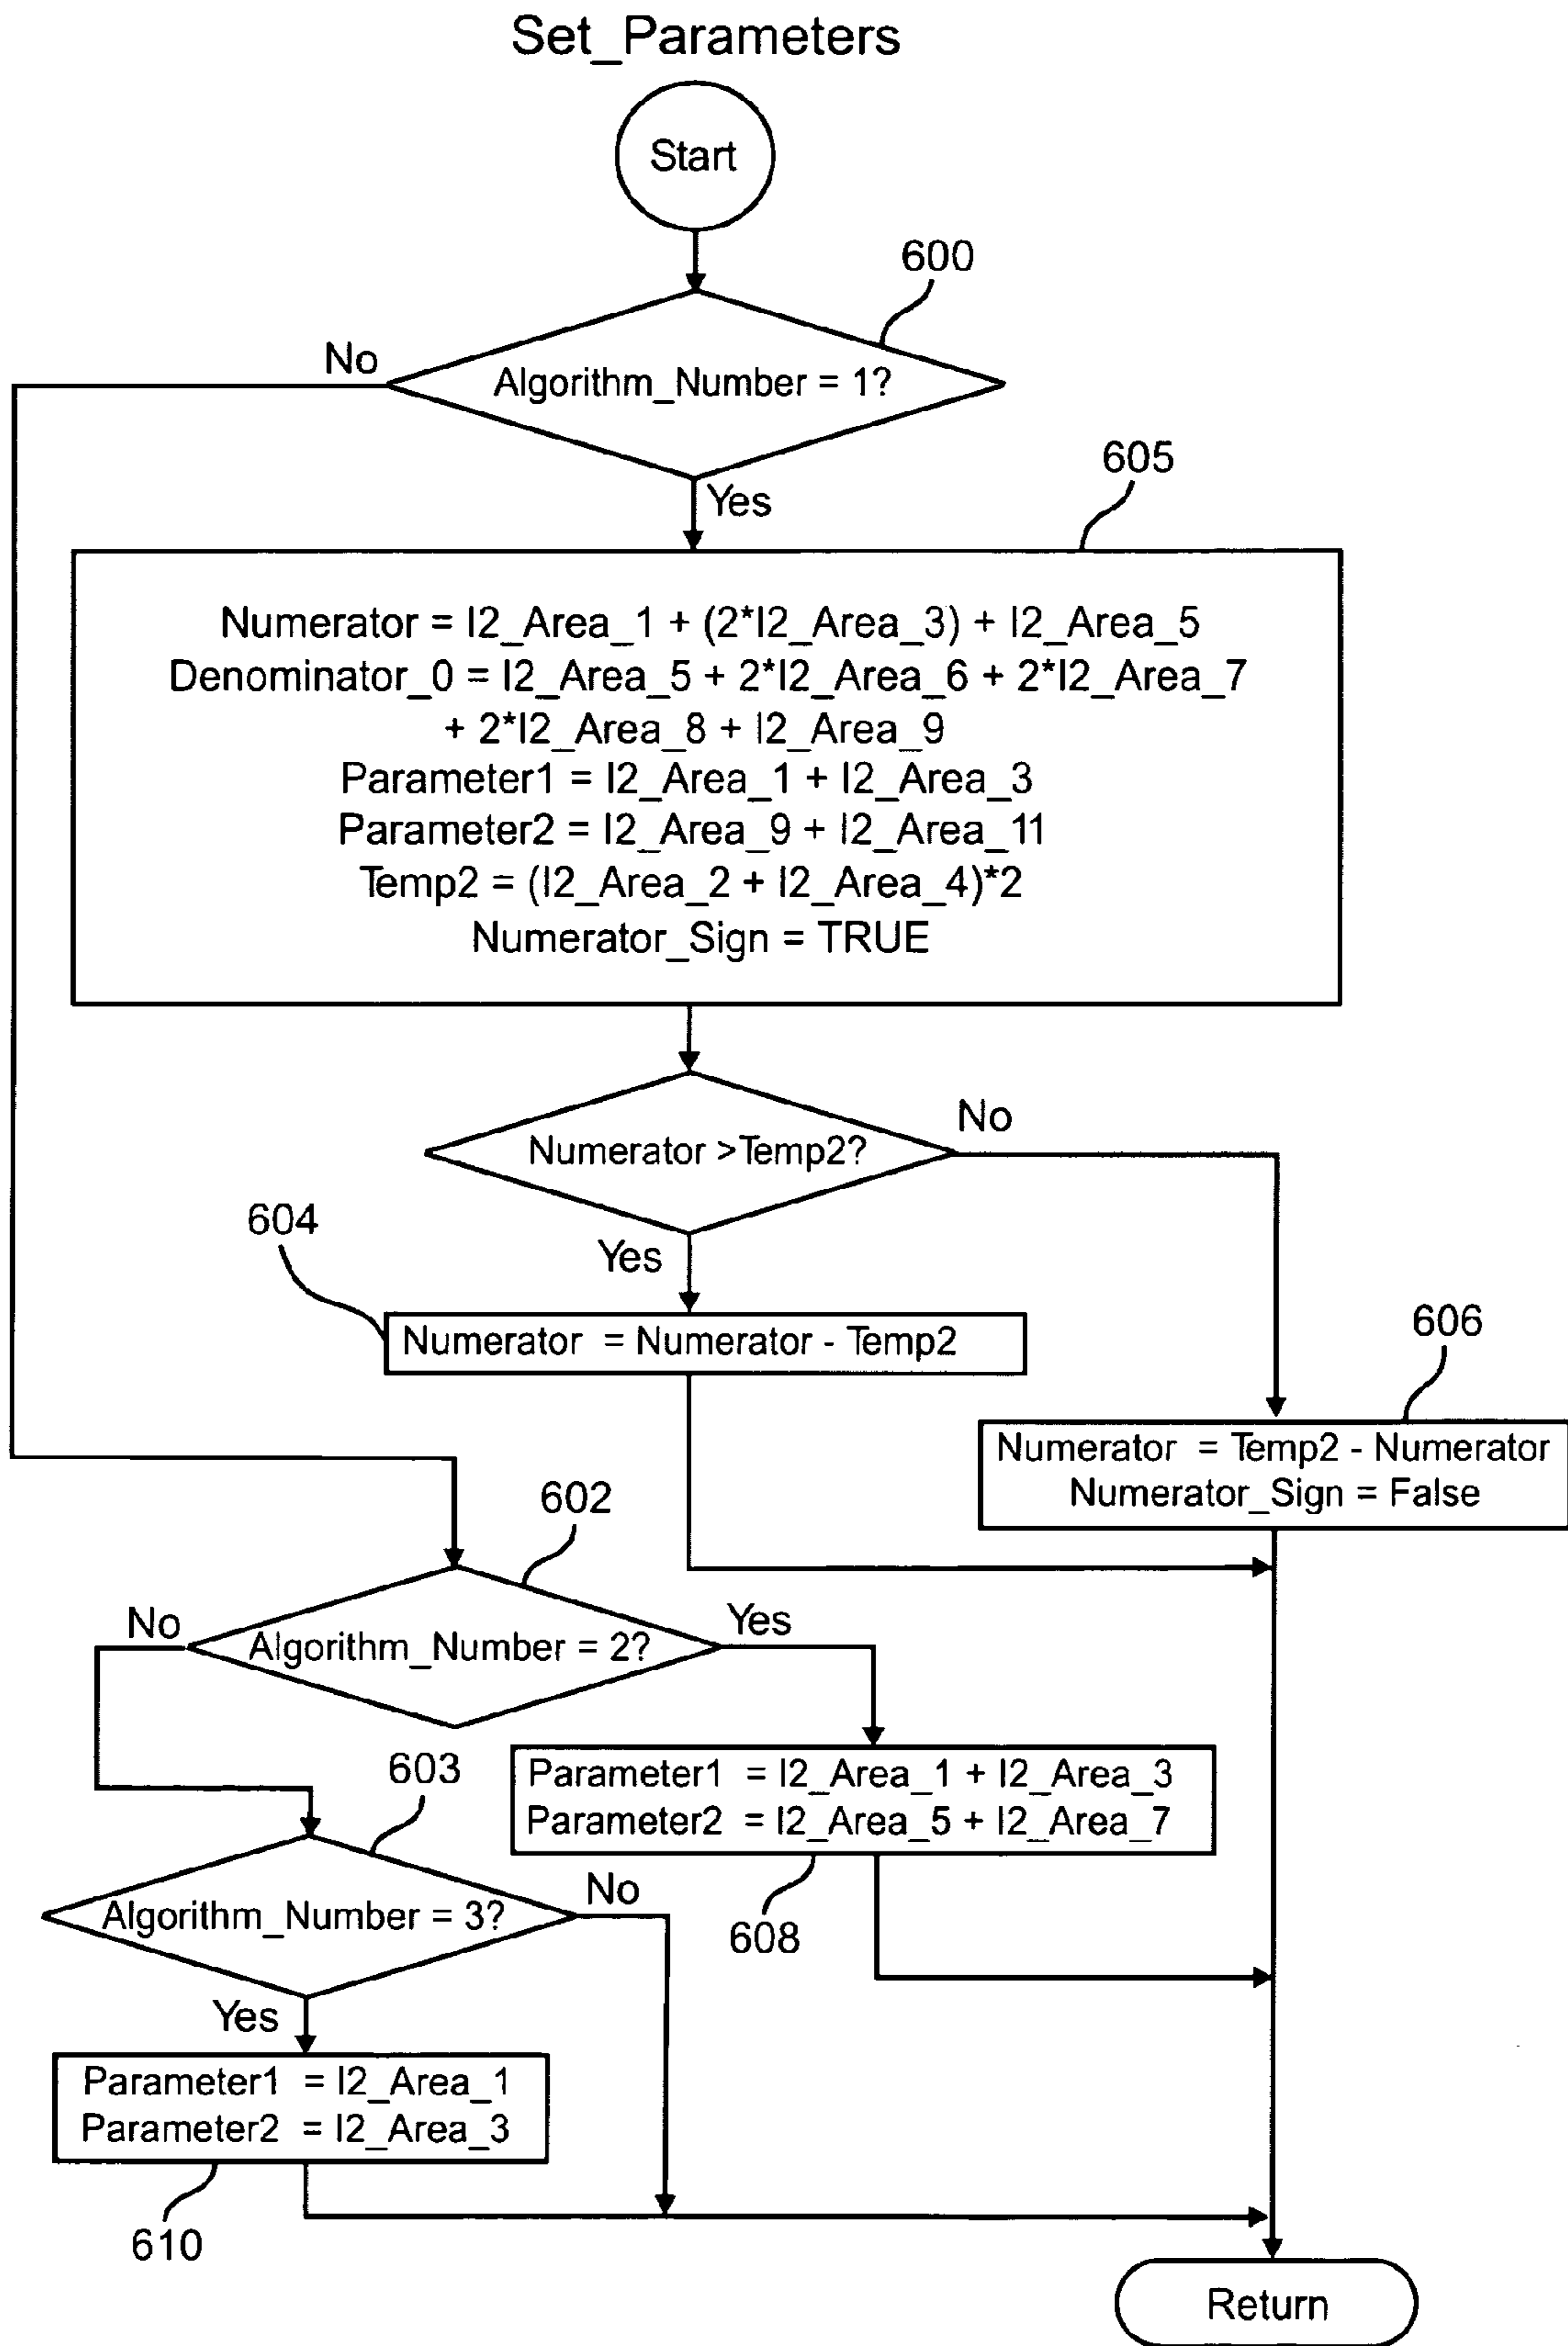 Set_Parameters
Start
600
No
Algorithm_Number = 1?
605
Yes
Numerator = I2_Area_1 + (2*I2_Area_3) + I2_Area_5
Denominator_0 = I2_Area_5 + 2*I2_Area_6 + 2*I2_Area_7
+ 2*I2_Area_8 + I2_Area_9
Parameter1 = I2_Area_1 + I2_Area_3
Parameter2 = I2_Area_9 + I2_Area_11
Temp2 = (I2_Area_2 + I2_Area_4)*2
Numerator_Sign = TRUE
No
Numerator >Temp2?
604
Yes
Numerator = Numerator - Temp2
606
Numerator = Temp2 - Numerator
Numerator_Sign = False
602
No
Yes
Algorithm_Number = 2?
603
Parameter1 = I2_Area_1 + I2_Area_3
Parameter2 = I2_Area_5 + I2_Area_7
608
No
Algorithm_Number = 3?
Yes
Parameter1 = I2_Area_1
Parameter2 = I2_Area_3
610
Return